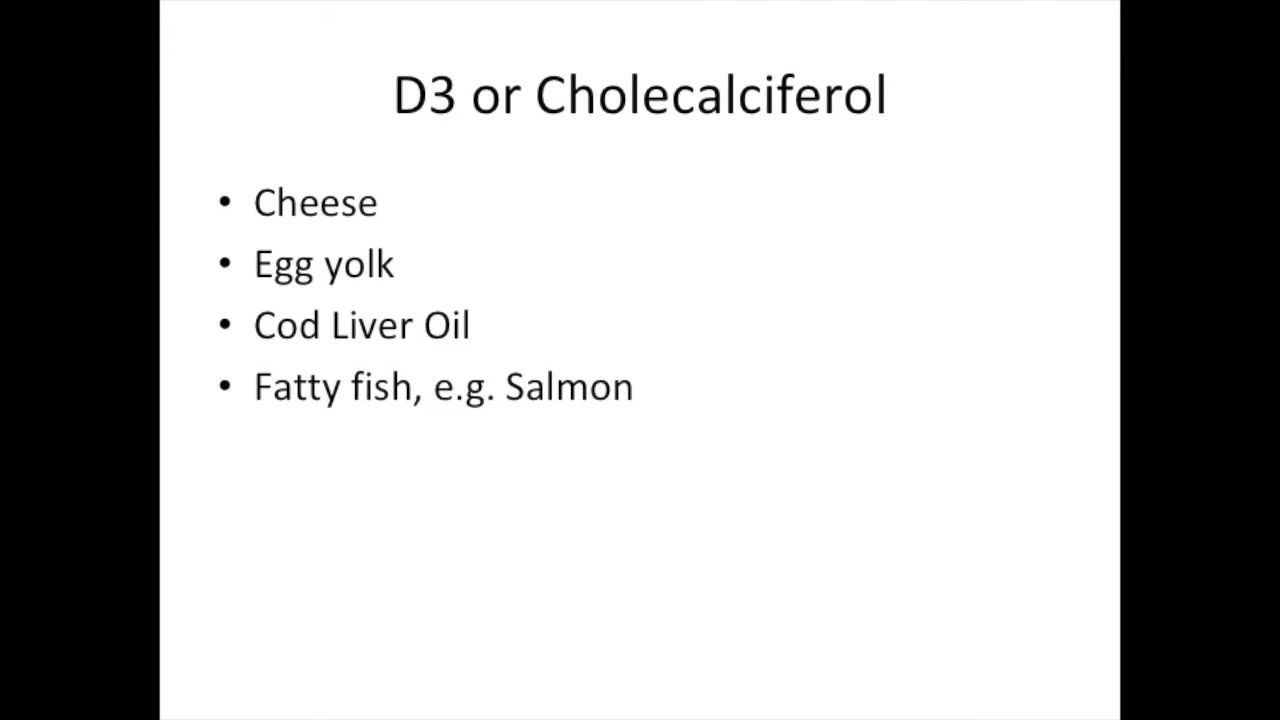 D3 or Cholecalciferol
• Cheese
• Egg yolk
• Cod Liver Oil
• Fatty fish, e.g. Salmon